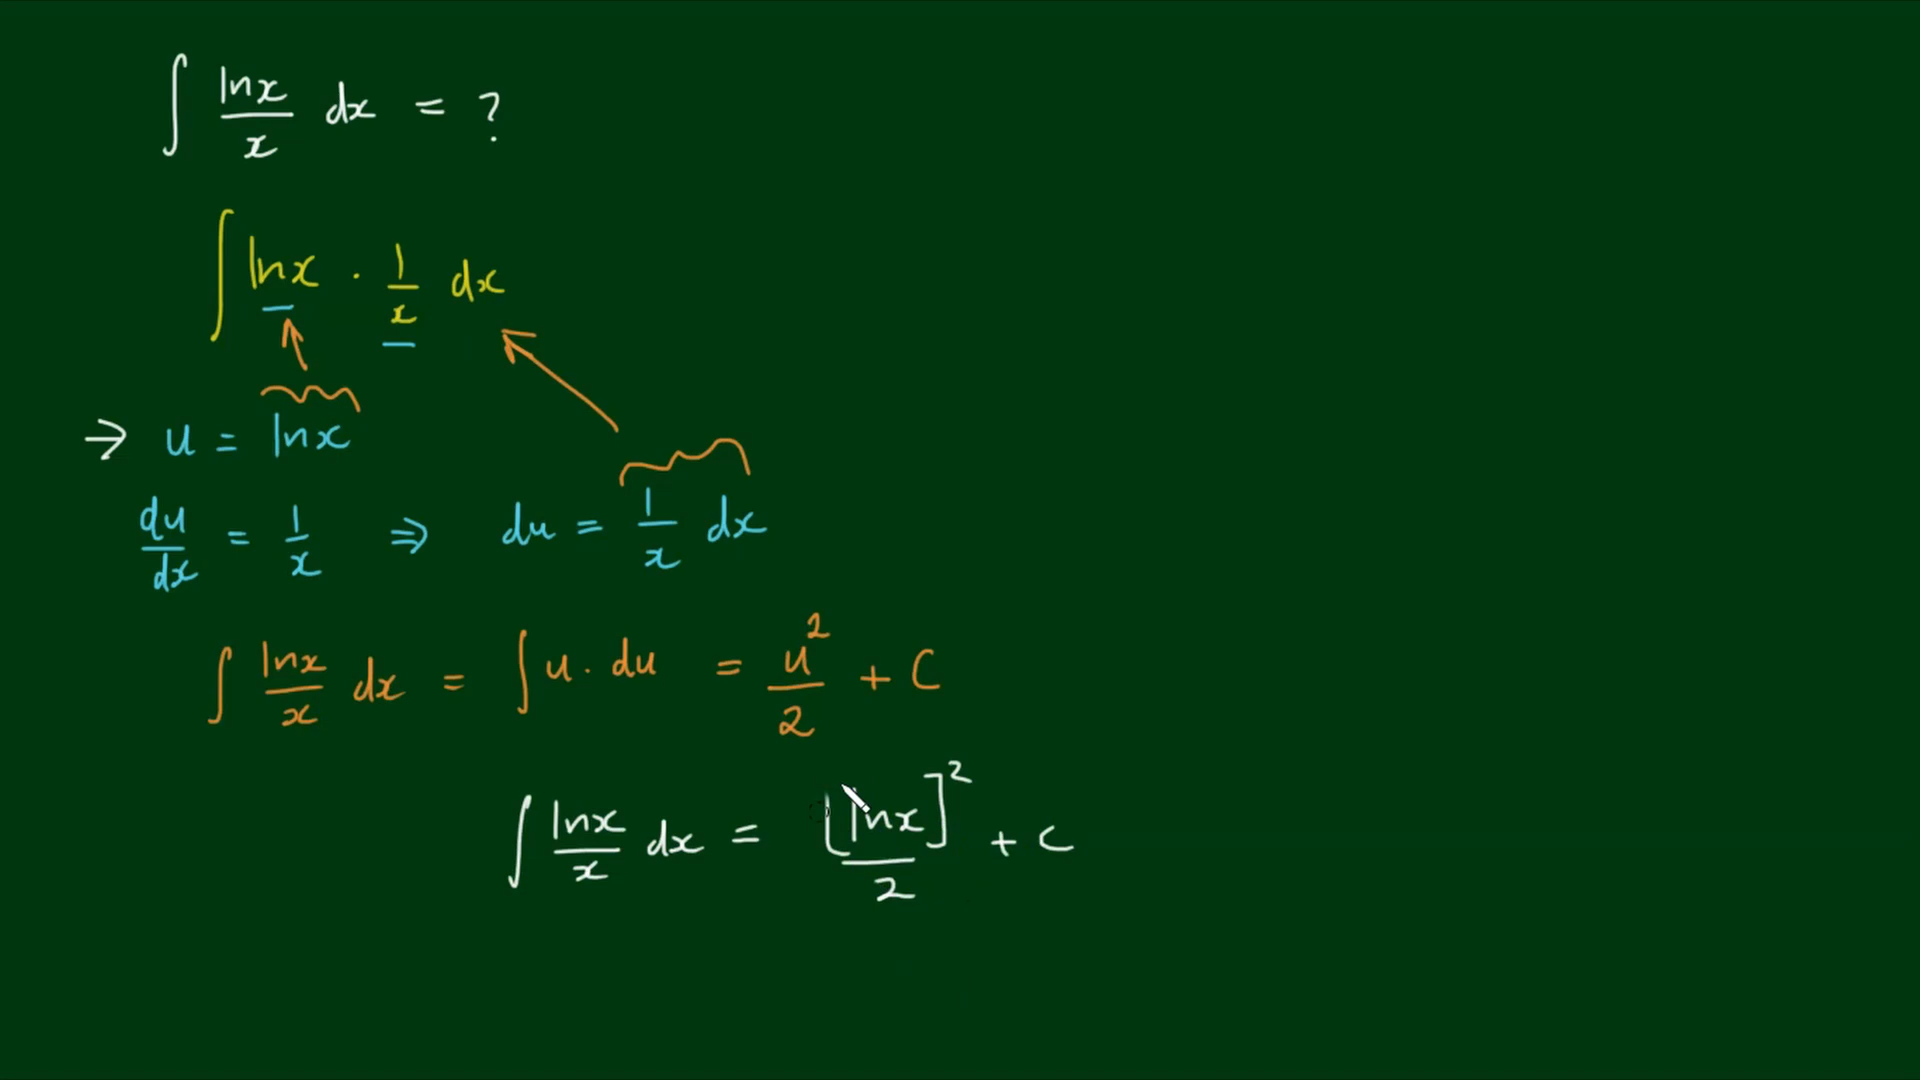 ∫ lnx/x dx = ?
∫ lnx · 1/x dx
→ u = lnx
du/dx = 1/x ⇒ du = 1/x dx
∫ lnx/x dx = ∫ u · du = u²/2 + C
∫ lnx/x dx = [lnx]²/2 + C